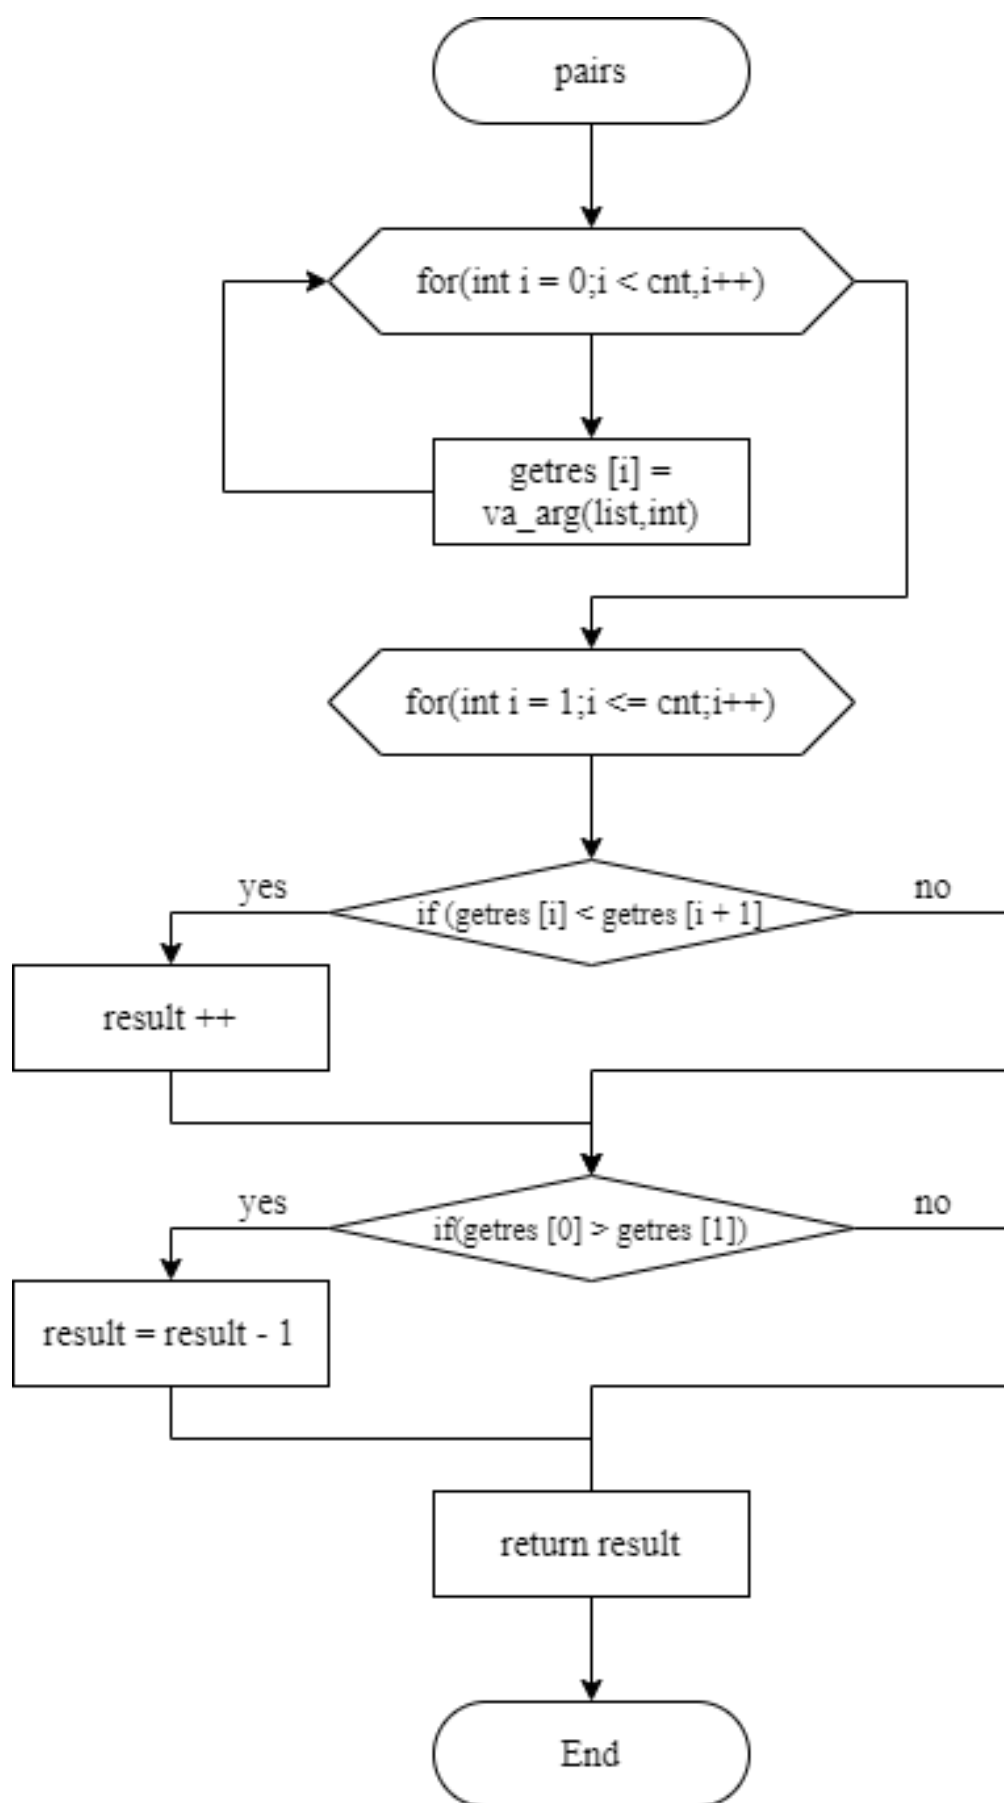 pairs
for(int i = 0;i < cnt,i++)
getres [i] =
va_arg(list,int)
for(int i = 1;i <= cnt;i++)
yes
no
if (getres [i] < getres [i + 1]
result ++
yes
no
if(getres [0] > getres [1])
result = result - 1
return result
End